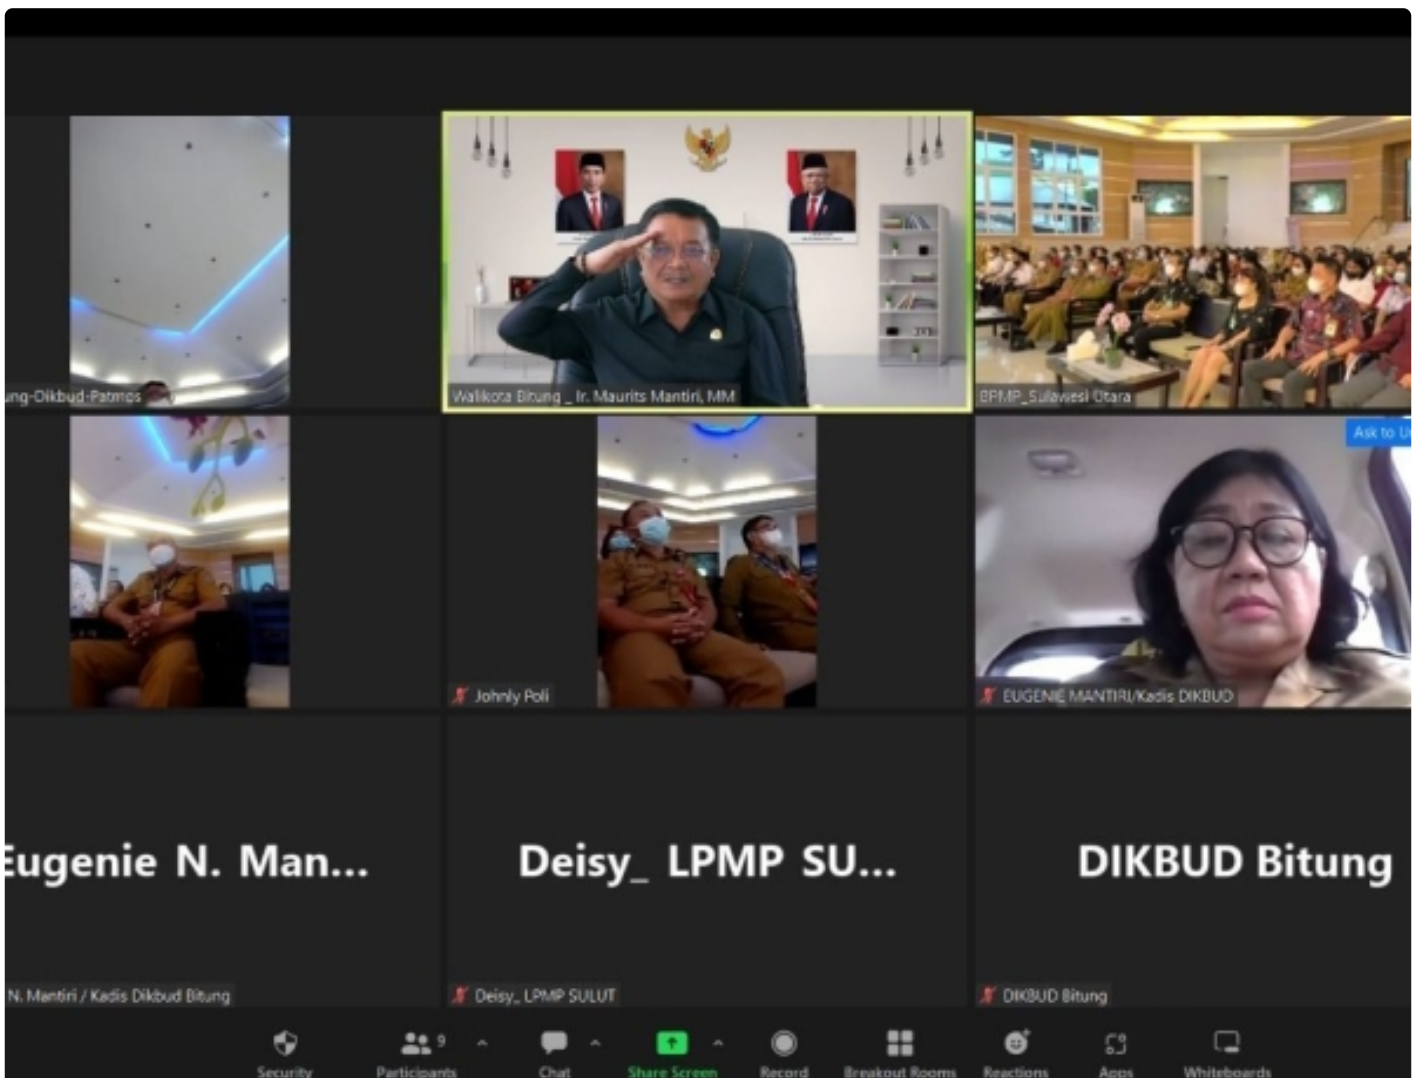 ung-Dikbud-Patmos
Walikota Bitung _ Ir. Maurits Mantiri, MM
BPMP_Sulawesi Utara
Ask to U
Johnly Poli
EUGENIE MANTIRI/Kadis DIKBUD
Eugenie N. Man...
Deisy_ LPMP SU...
DIKBUD Bitung
N. Mantiri / Kadis Dikbud Bitung
Deisy_ LPMP SULUT
DIKBUD Bitung
9
Security
Participants
Chat
Share Screen
Record
Breakout Rooms
Reactions
Apps
Whiteboards